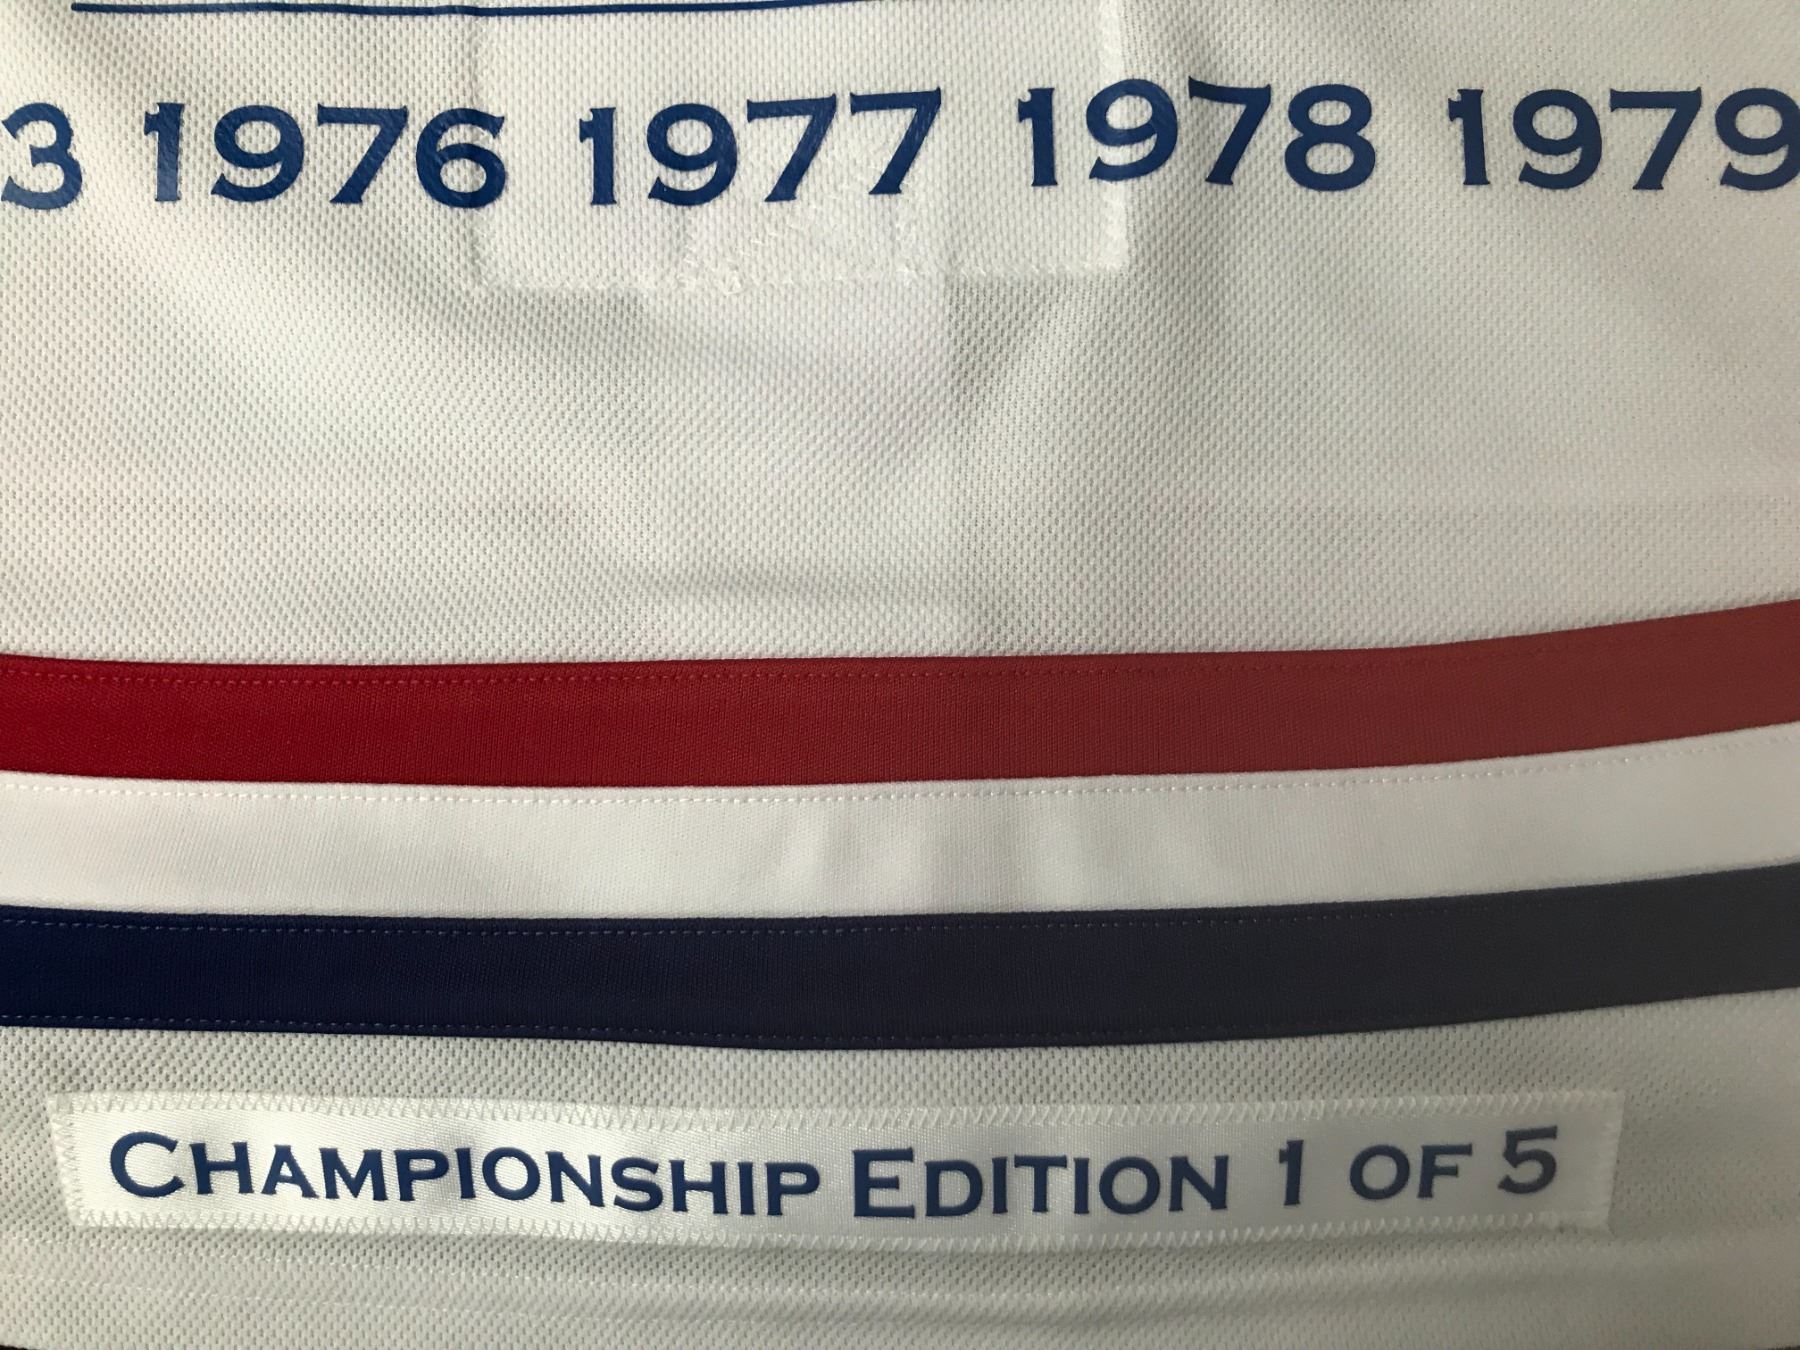 3 1976 1977 1978 1979
CHAMPIONSHIP EDITION 1 OF 5